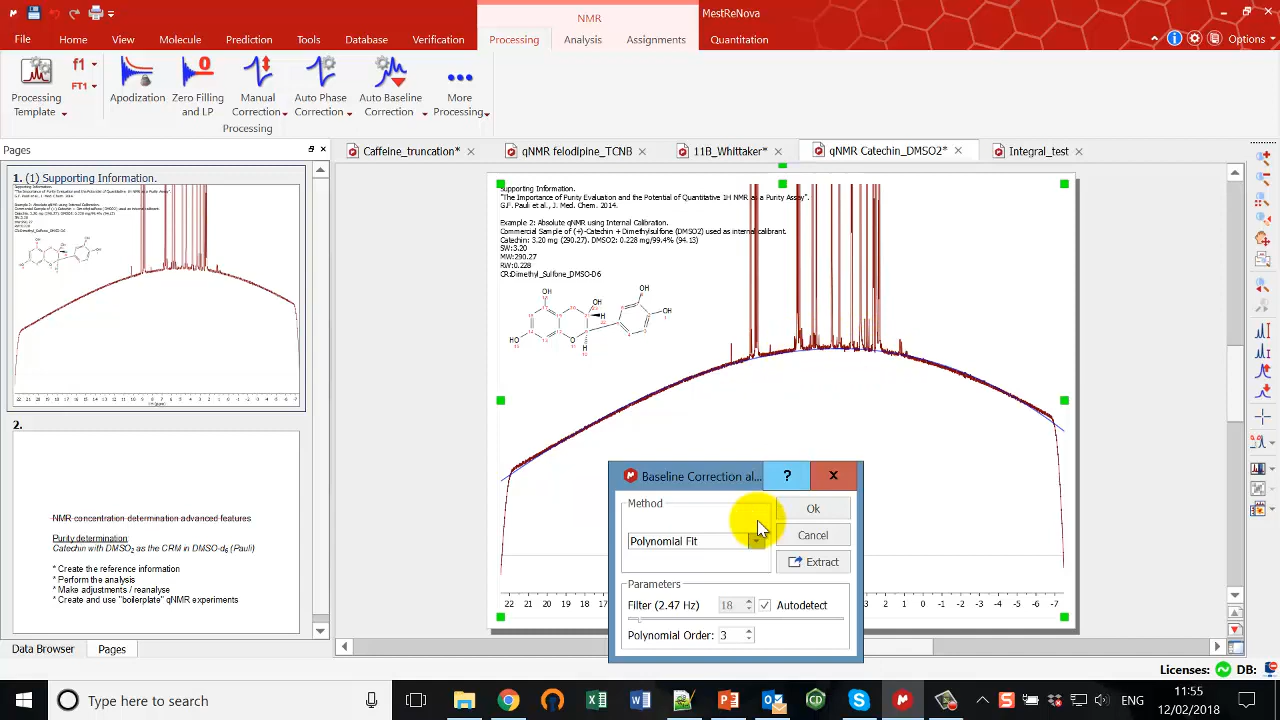 NMR
MestReNova
File Home View Molecule Prediction Tools Database Verification Processing Analysis Assignments Quantitation
Options
f1
FT1
Processing Template
Apodization
Zero Filling and LP
Manual Correction
Auto Phase Correction
Auto Baseline Correction
More Processing
Processing
Pages
Caffeine_truncation*
qNMR felodipine_TCNB
11B_Whittaker*
qNMR Catechin_DMSO2*
Integral_test
1. (1) Supporting Information.
2.
NMR concentration determination advanced features
Purity determination:
Catechin with DMSO2 as the CRM in DMSO-d6 (Pauli)
* Create the reference information
* Perform the analysis
* Make adjustments / reanalyse
* Create and use "boilerplate" qNMR experiments
Supporting Information.
"The Importance of Purity Evaluation and the Potential of Quantitative 1H NMR as a Purity Assay".
G.F. Pauli et al., J. Med. Chem. 2014.
Example 2: Absolute qNMR using Internal Calibration.
Commercial Sample of (+)-Catechin + Dimethylsulfone (DMSO2) used as internal calibrant.
Catechin: 3.20 mg (290.27). DMSO2: 0.228 mg/99.4% (94.13)
SW:3.20
MW:290.27
RW:0.228
CR:Dimethyl_Sulfone_DMSO-D6
OH
OH
H
OH
OH
HO
O
H
22 21 20 19 18 17
2 1 0 -1 -2 -3 -4 -5 -6 -7
Baseline Correction al...
?
X
Method
Polynomial Fit
Ok
Cancel
Extract
Parameters
Filter (2.47 Hz) 18 Autodetect
Polynomial Order: 3
Data Browser Pages
Licenses: DB:
Type here to search
ENG
11:55
12/02/2018